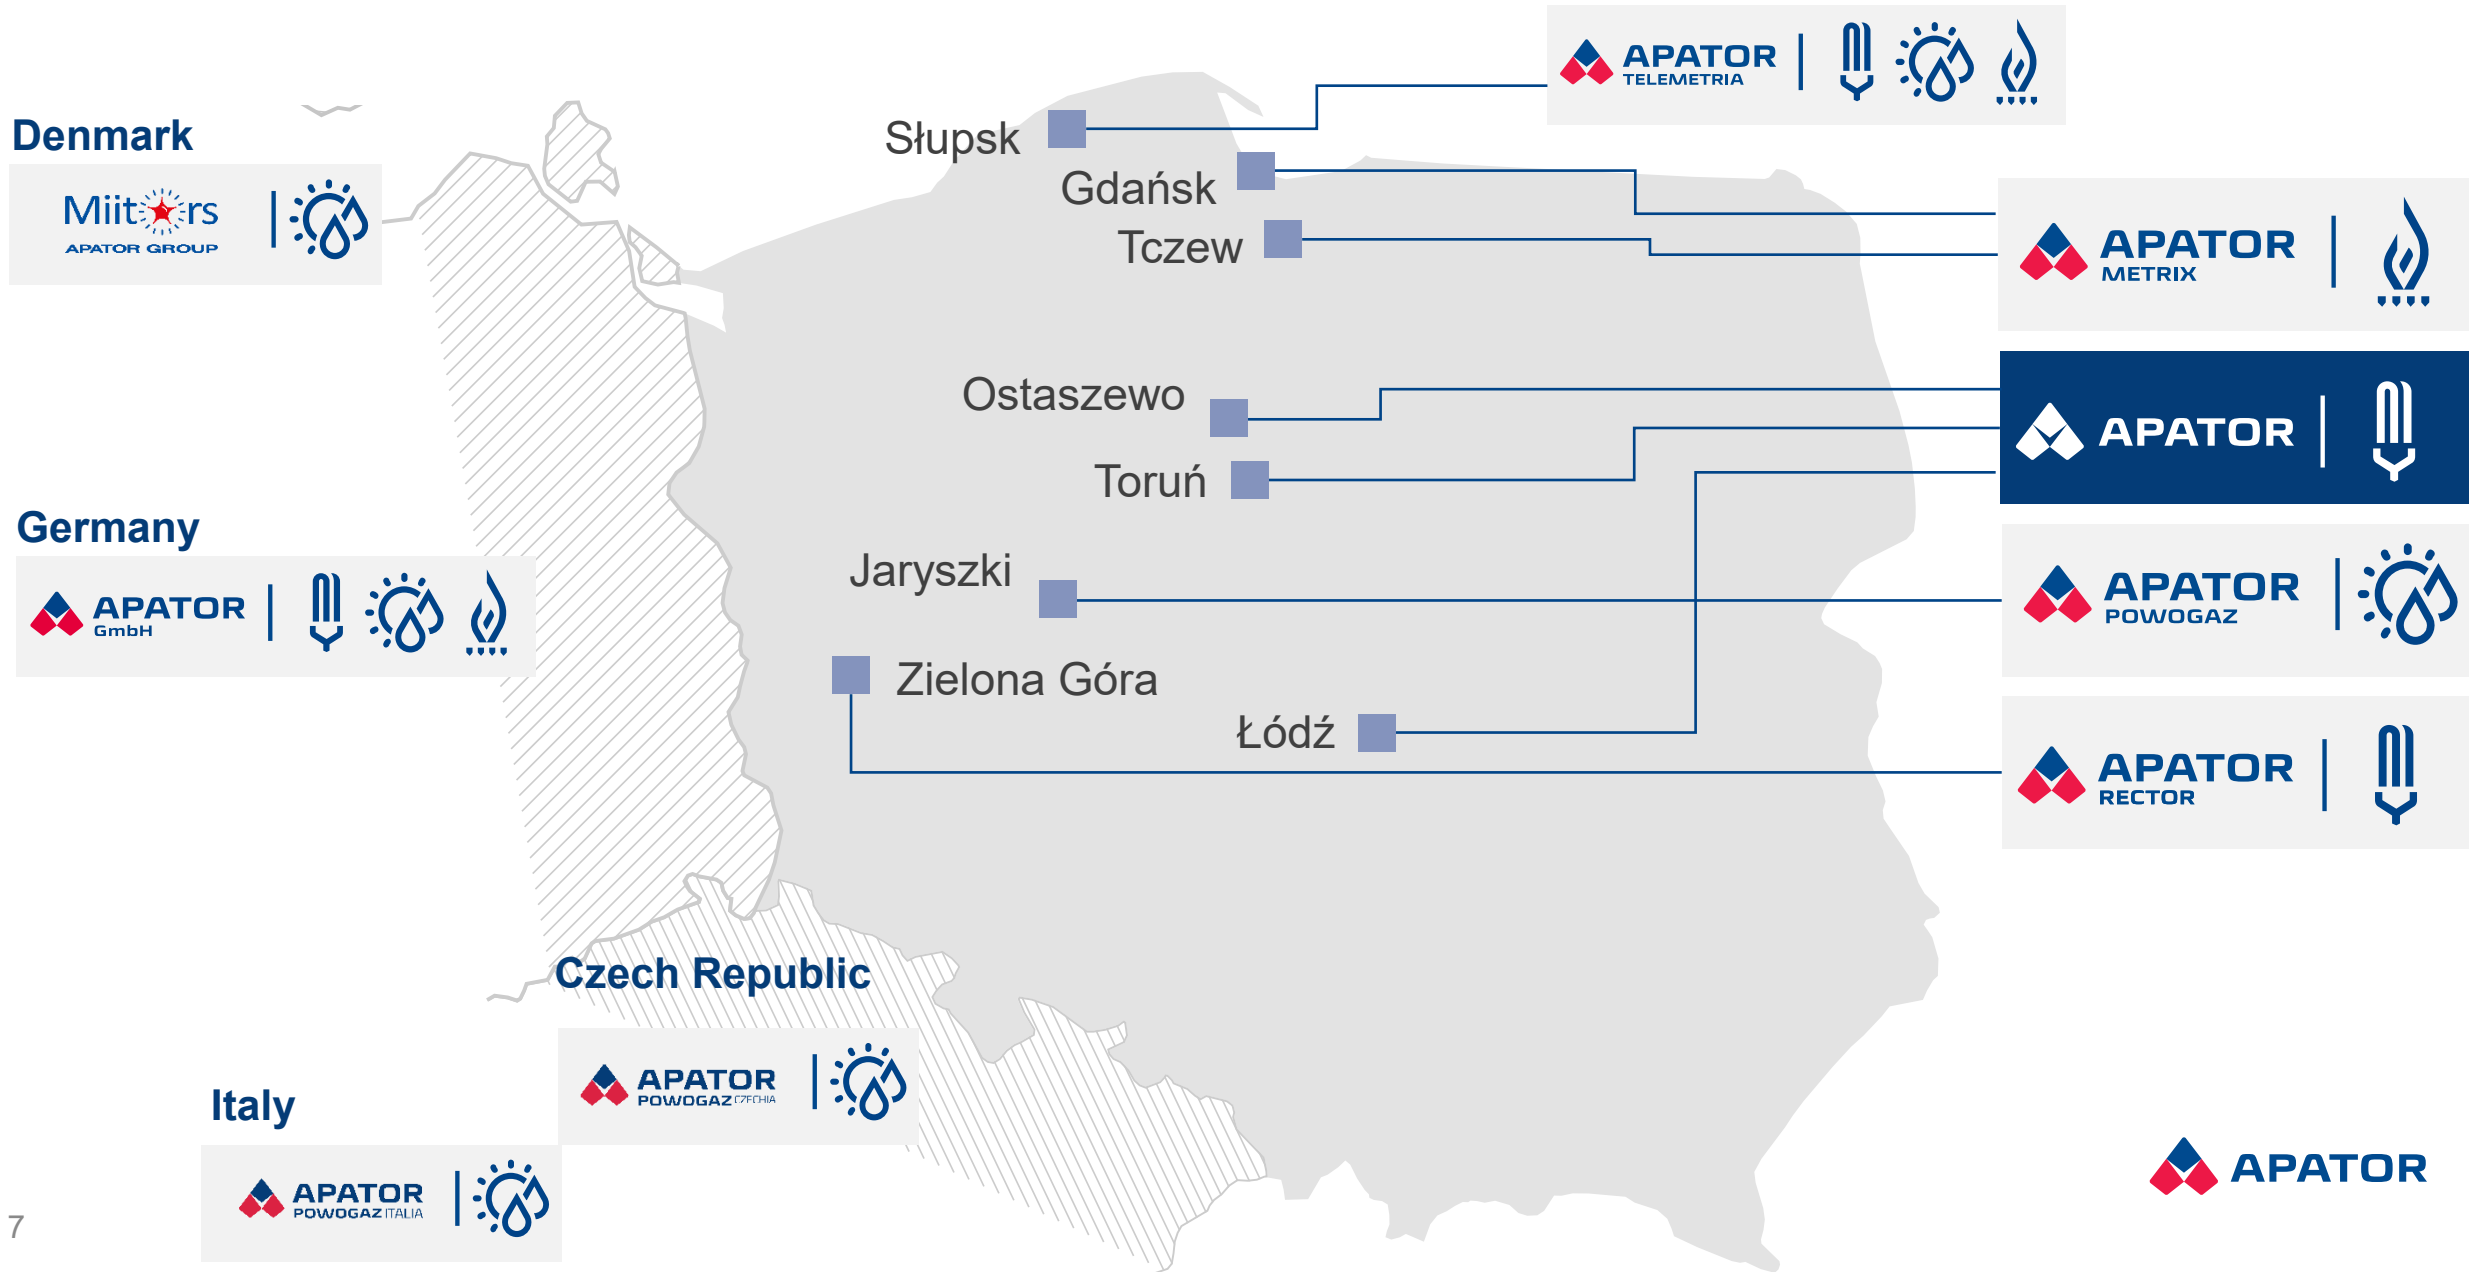 APATOR
TELEMETRIA
Denmark
Miitors
APATOR GROUP
Słupsk
Gdańsk
Tczew
APATOR
METRIX
Ostaszewo
APATOR
Toruń
Germany
APATOR
GmbH
Jaryszki
APATOR
POWOGAZ
Zielona Góra
Łódź
APATOR
RECTOR
Czech Republic
APATOR
POWOGAZ CZECHIA
Italy
APATOR
POWOGAZ ITALIA
APATOR
7